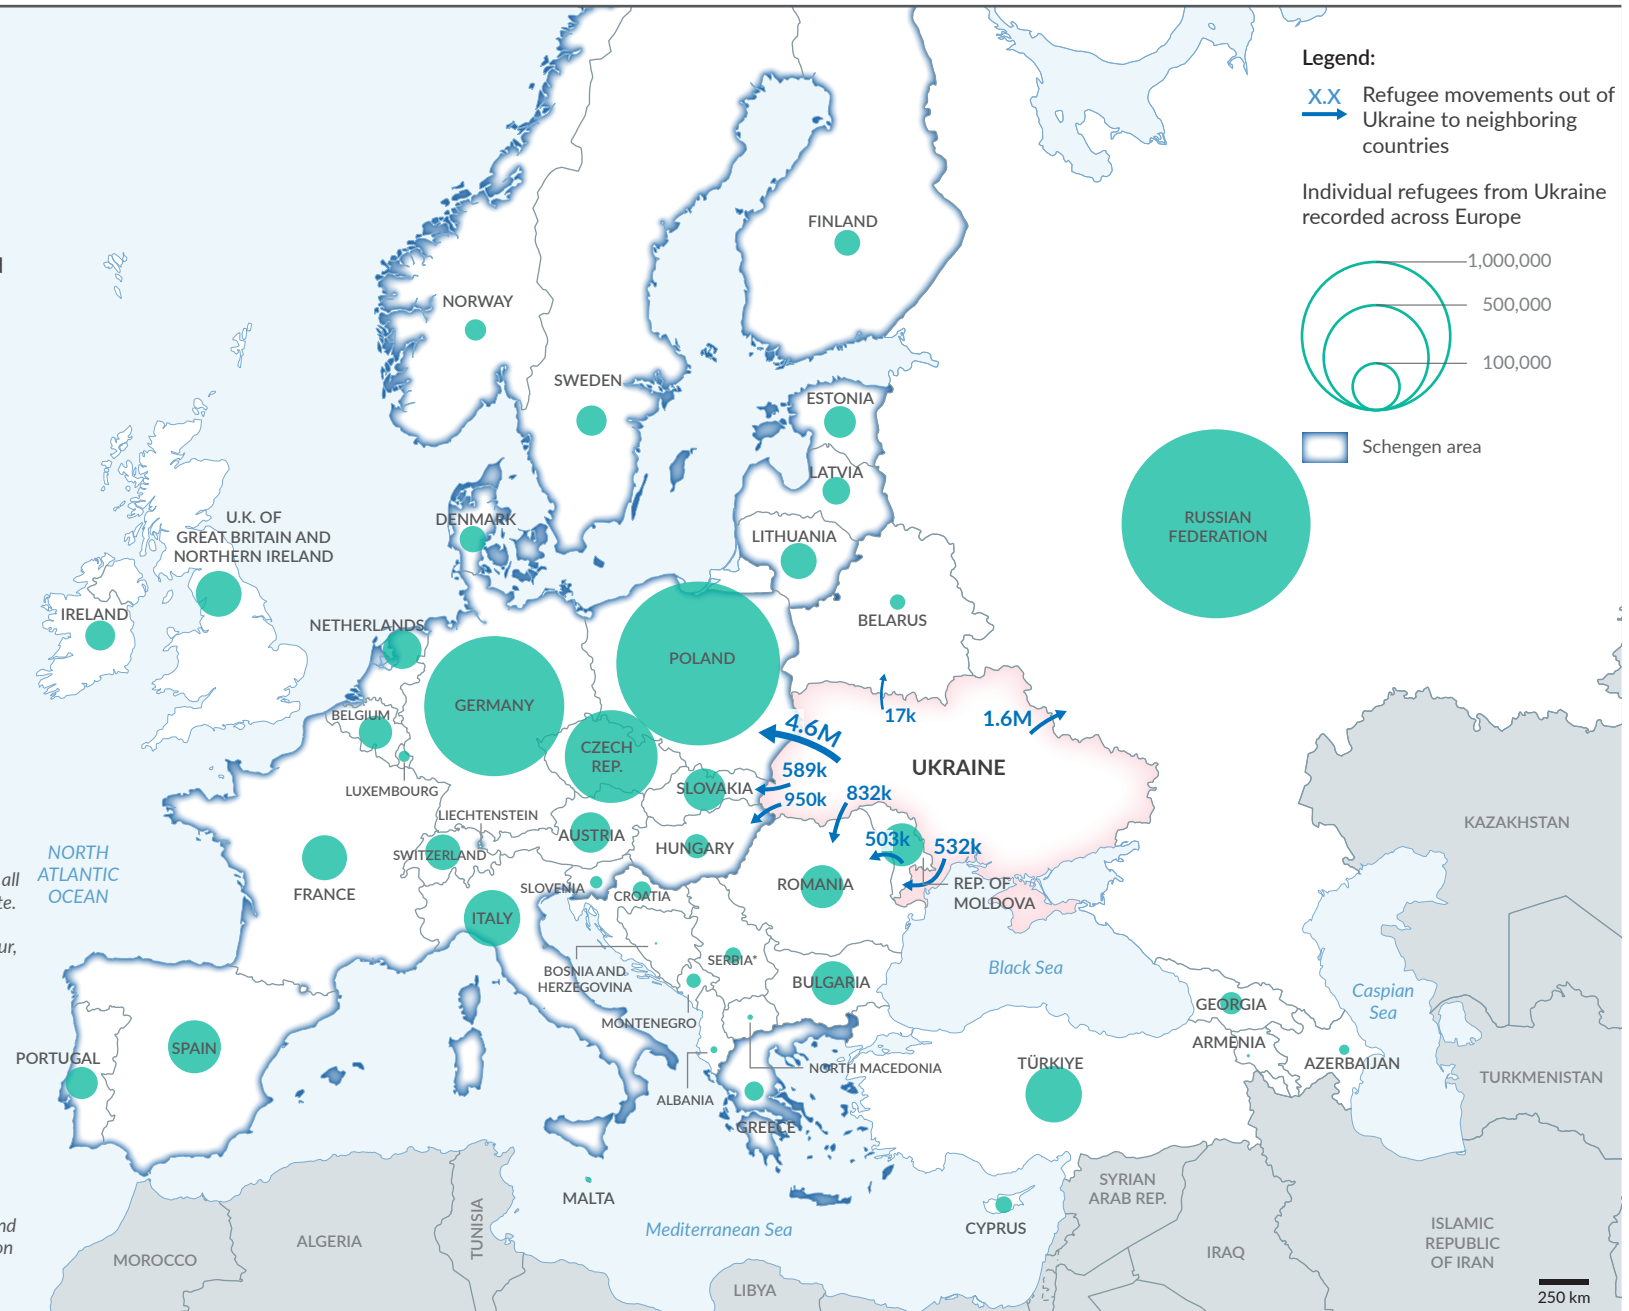 Legend:
X.X
Refugee movements out of
Ukraine to neighboring
countries
Individual refugees from Ukraine
recorded across Europe
1,000,000
500,000
100,000
Schengen area
FINLAND
NORWAY
SWEDEN
ESTONIA
LATVIA
DENMARK
LITHUANIA
U.K. OF
GREAT BRITAIN AND
NORTHERN IRELAND
RUSSIAN
FEDERATION
IRELAND
NETHERLANDS
BELARUS
POLAND
GERMANY
BELGIUM
17k
1.6M
4.6M
CZECH
REP.
UKRAINE
589k
SLOVAKIA
LUXEMBOURG
950k
832k
LIECHTENSTEIN
AUSTRIA
KAZAKHSTAN
503k
532k
HUNGARY
SWITZERLAND
NORTH
ATLANTIC
OCEAN
all
te.
FRANCE
SLOVENIA
CROATIA
ROMANIA
REP. OF
MOLDOVA
ITALY
ur,
SERBIA*
BOSNIA AND
HERZEGOVINA
BULGARIA
Black Sea
Caspian
Sea
GEORGIA
MONTENEGRO
SPAIN
ARMENIA
PORTUGAL
TÜRKIYE
AZERBAIJAN
NORTH MACEDONIA
TURKMENISTAN
ALBANIA
GREECE
SYRIAN
ARAB REP.
MALTA
TUNISIA
nd
on
CYPRUS
Mediterranean Sea
ALGERIA
ISLAMIC
REPUBLIC
OF IRAN
MOROCCO
IRAQ
LIBYA
250 km